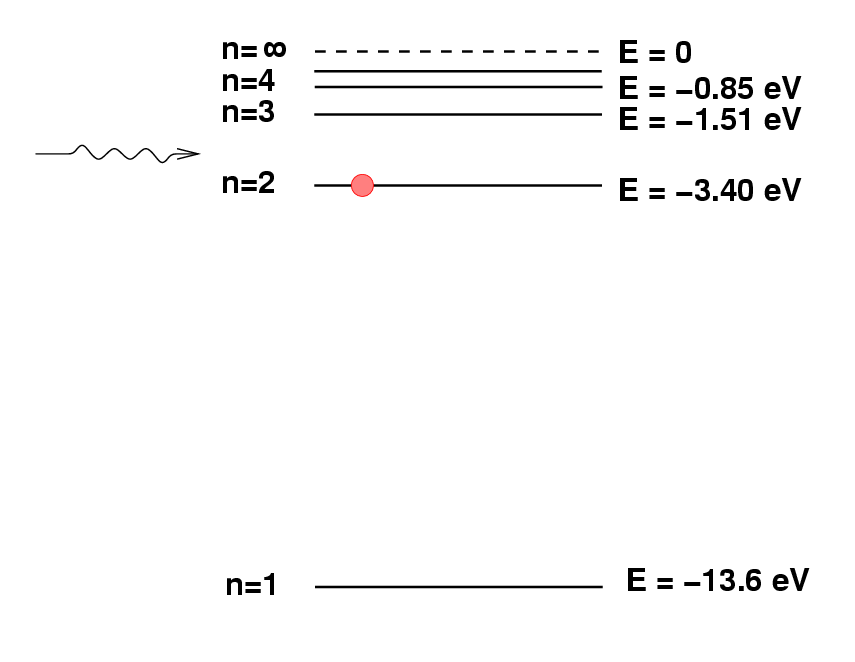 n=∞ E = 0
n=4 E = −0.85 eV
n=3 E = −1.51 eV
n=2 E = −3.40 eV
n=1 E = −13.6 eV